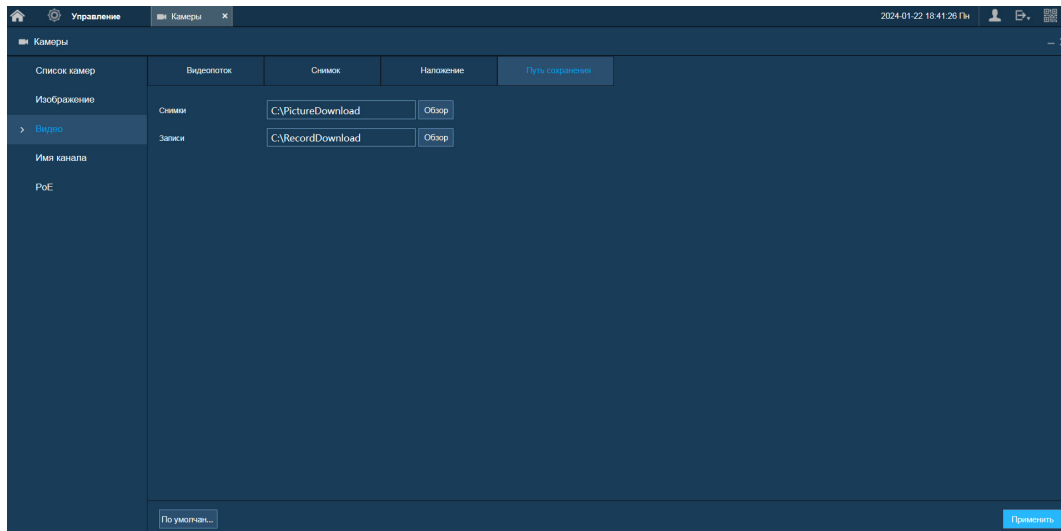 Управление Камеры × 2024-01-22 18:41:26 Пн
Камеры
Список камер
Изображение
Видео
Имя канала
PoE
Видеопоток Снимок Наложение Путь сохранения
Снимки C:\PictureDownload Обзор
Записи C:\RecordDownload Обзор
По умолчан... Применить